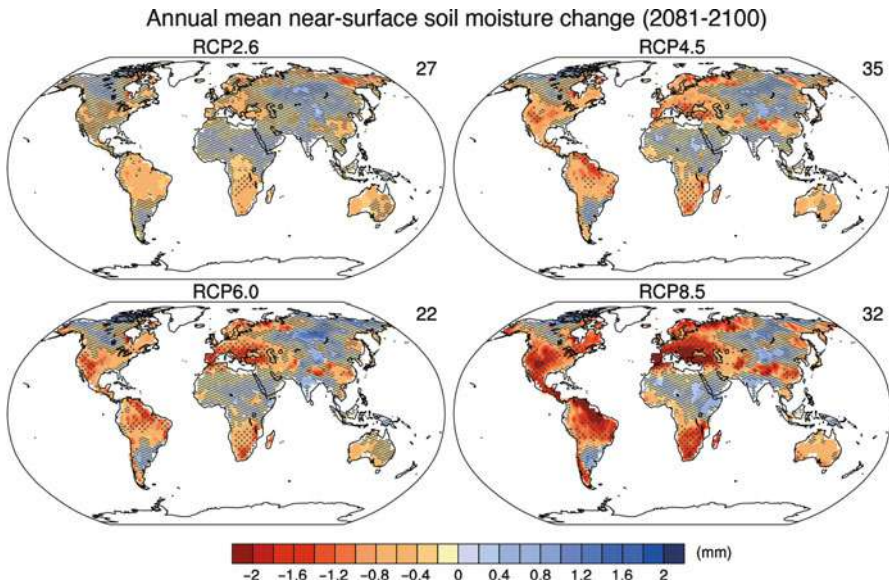 Annual mean near-surface soil moisture change (2081-2100)
RCP2.6
27
RCP4.5
35
RCP6.0
22
RCP8.5
32
(mm)
−2 −1.6 −1.2 −0.8 −0.4 0 0.4 0.8 1.2 1.6 2